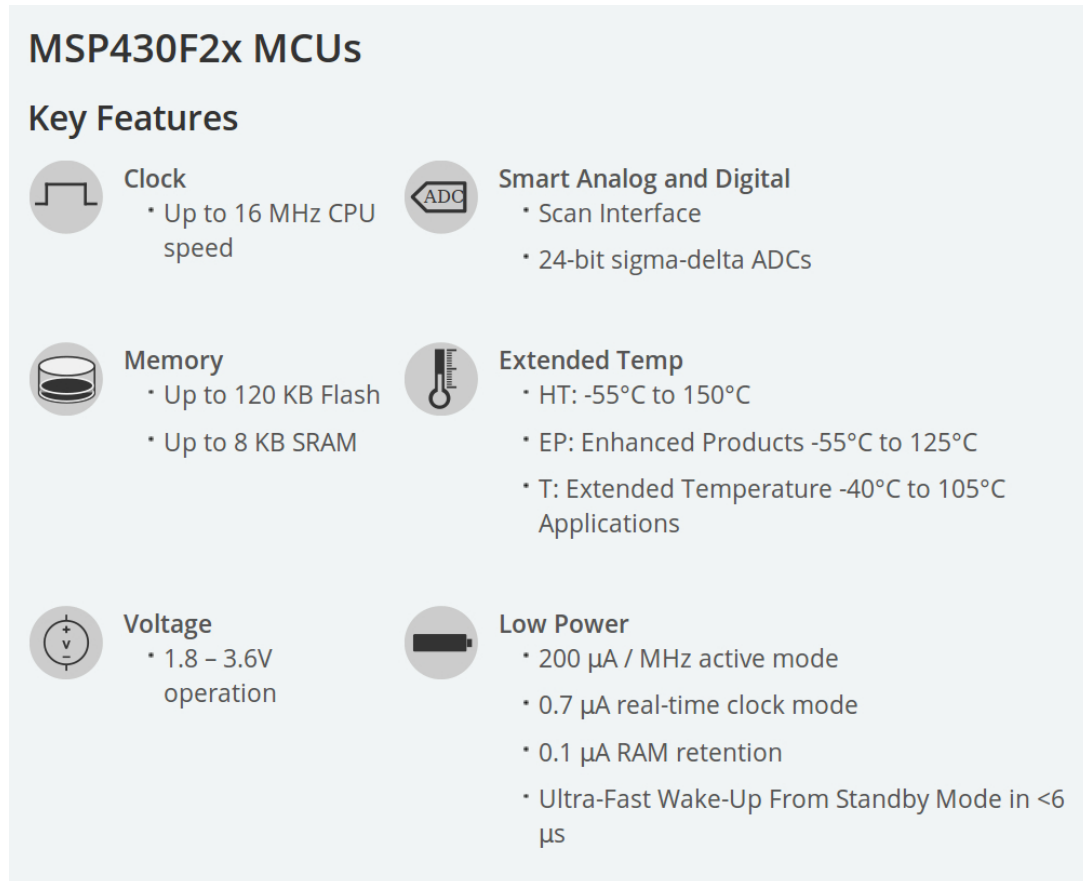 MSP430F2x MCUs
Key Features
Clock
· Up to 16 MHz CPU
speed
ADC
Smart Analog and Digital
· Scan Interface
· 24-bit sigma-delta ADCs
Memory
· Up to 120 KB Flash
· Up to 8 KB SRAM
Extended Temp
· HT: -55°C to 150°C
· EP: Enhanced Products -55°C to 125°C
· T: Extended Temperature -40°C to 105°C
Applications
+
v
−
Voltage
· 1.8 – 3.6V
operation
Low Power
· 200 µA / MHz active mode
· 0.7 µA real-time clock mode
· 0.1 µA RAM retention
· Ultra-Fast Wake-Up From Standby Mode in <6
µs